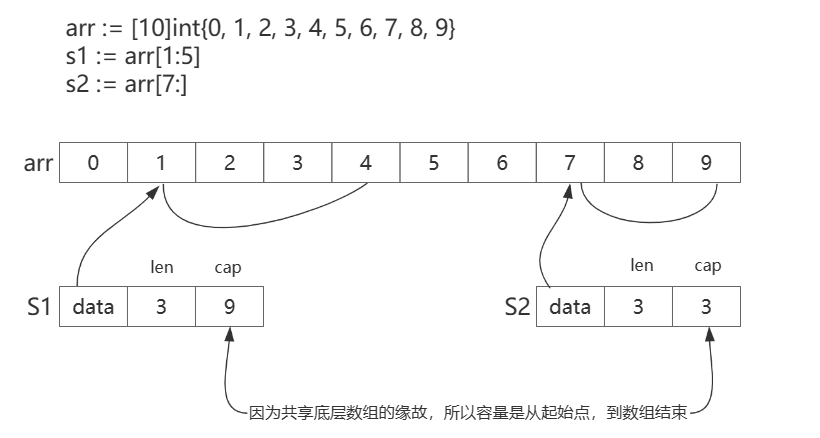 arr := [10]int{0, 1, 2, 3, 4, 5, 6, 7, 8, 9}
s1 := arr[1:5]
s2 := arr[7:]
arr 0 1 2 3 4 5 6 7 8 9
len cap
S1 data 3 9
len cap
S2 data 3 3
因为共享底层数组的缘故，所以容量是从起始点，到数组结束